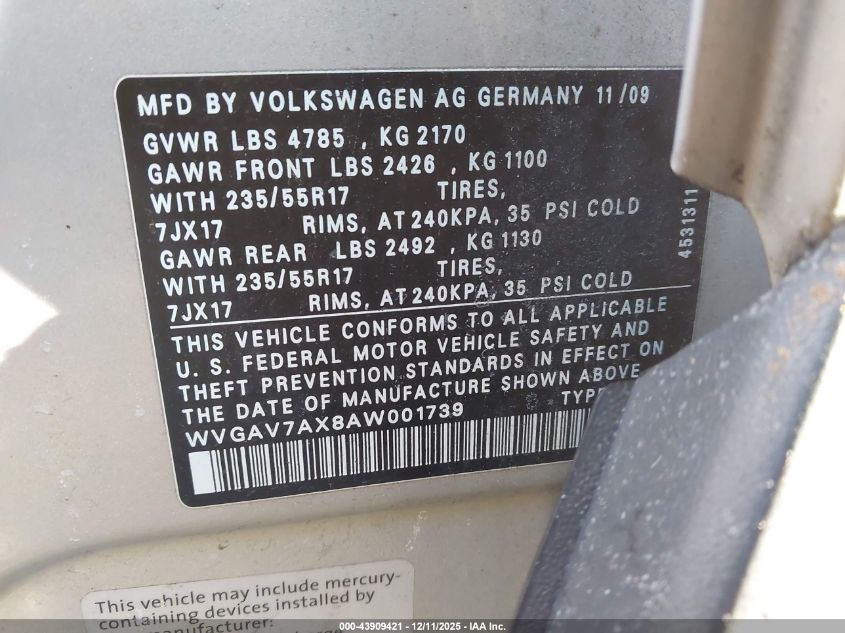 MFD BY VOLKSWAGEN AG GERMANY 11/09
GVWR LBS 4785 , KG 2170
GAWR FRONT LBS 2426 , KG 1100
WITH 235/55R17 TIRES,
7JX17 RIMS, AT 240KPA, 35 PSI COLD
GAWR REAR LBS 2492 , KG 1130
WITH 235/55R17 TIRES,
7JX17 RIMS, AT 240KPA, 35 PSI COLD
THIS VEHICLE CONFORMS TO ALL APPLICABLE
U. S. FEDERAL MOTOR VEHICLE SAFETY AND
THEFT PREVENTION STANDARDS IN EFFECT ON
THE DATE OF MANUFACTURE SHOWN ABOVE
WVGAV7AX8AW001739 TYPE
4531311
This vehicle may include mercury-
containing devices installed by
manufacturer:
000-43909421 - 12/11/2025 - IAA Inc.